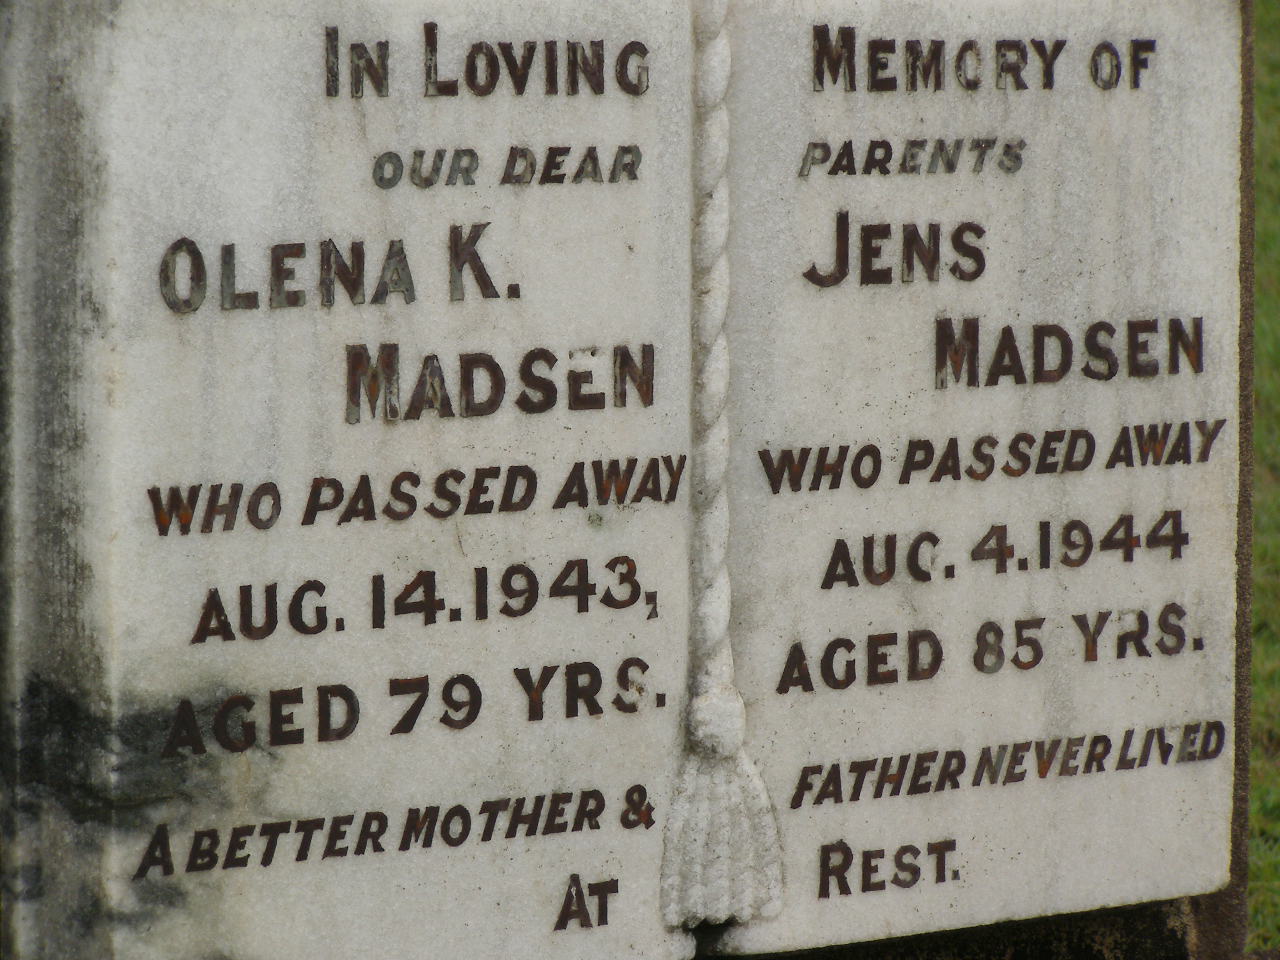 IN LOVING MEMORY OF
OUR DEAR PARENTS
OLENA K.
MADSEN
WHO PASSED AWAY
AUG. 14.1943,
AGED 79 YRS.
JENS
MADSEN
WHO PASSED AWAY
AUG. 4.1944
AGED 85 YRS.
A BETTER MOTHER & FATHER NEVER LIVED
AT REST.